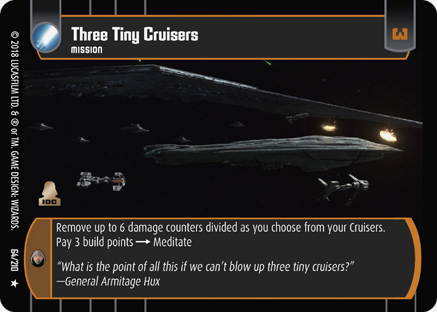 Three Tiny Cruisers
MISSION
3
IDC
Remove up to 6 damage counters divided as you choose from your Cruisers.
Pay 3 build points → Meditate
“What is the point of all this if we can’t blow up three tiny cruisers?”
—General Armitage Hux
© 2018 LUCASFILM LTD. & ® or TM. GAME DESIGN: WIZARDS.
64/210 ★